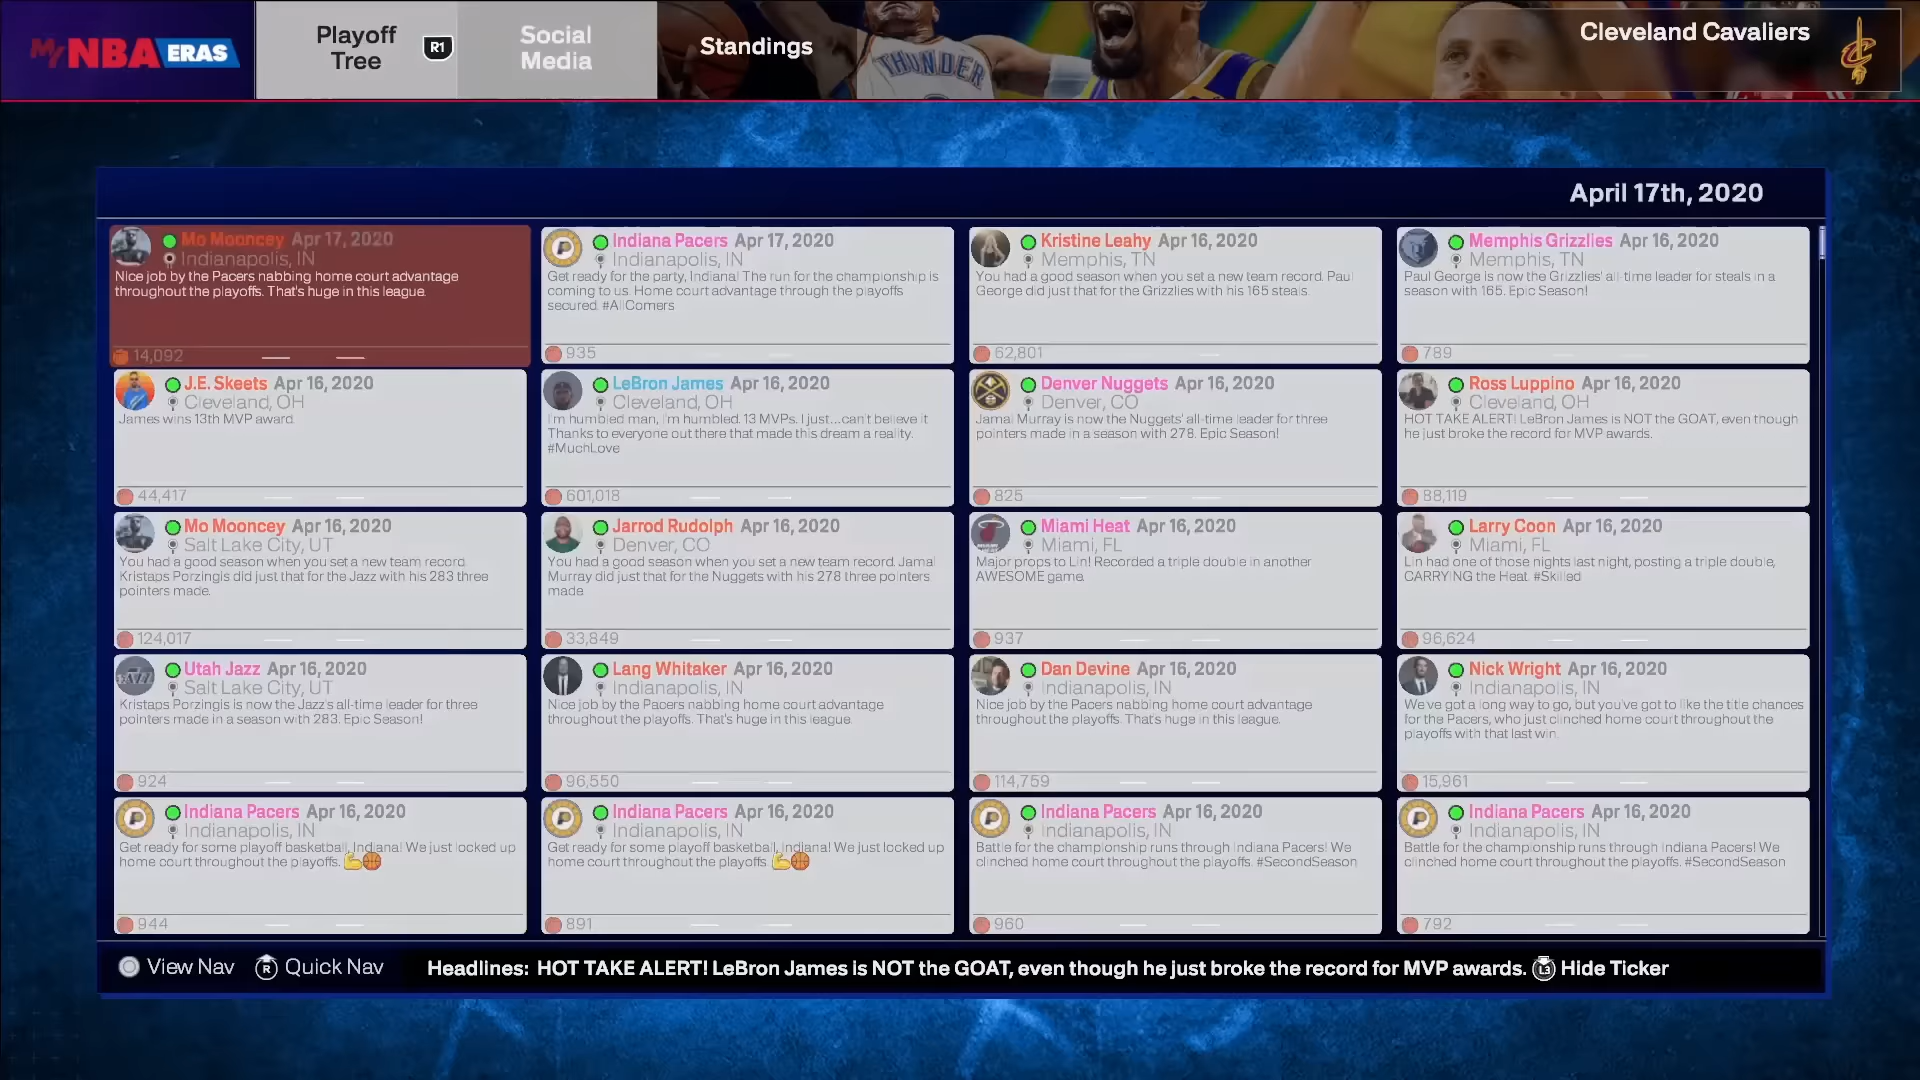 MyNBA ERAS
Playoff
Tree
R1
Social
Media
Standings
THUNDER
Cleveland Cavaliers
April 17th, 2020
Mo Mooncey Apr 17, 2020
Indianapolis, IN
Nice job by the Pacers nabbing home court advantage
throughout the playoffs. That's huge in this league.
14,092
Indiana Pacers Apr 17, 2020
Indianapolis, IN
Get ready for the party, Indiana! The run for the championship is
coming to us. Home court advantage through the playoffs
secured. #AllComers
935
Kristine Leahy Apr 16, 2020
Memphis, TN
You had a good season when you set a new team record. Paul
George did just that for the Grizzlies with his 165 steals.
62,801
Memphis Grizzlies Apr 16, 2020
Memphis, TN
Paul George is now the Grizzlies' all-time leader for steals in a
season with 165. Epic Season!
789
J.E. Skeets Apr 16, 2020
Cleveland, OH
James wins 13th MVP award.
44,417
LeBron James Apr 16, 2020
Cleveland, OH
I'm humbled man, I'm humbled. 13 MVPs. I just...can't believe it
Thanks to everyone out there that made this dream a reality.
#MuchLove
601,018
Denver Nuggets Apr 16, 2020
Denver, CO
Jamal Murray is now the Nuggets' all-time leader for three
pointers made in a season with 278. Epic Season!
825
Ross Luppino Apr 16, 2020
Cleveland, OH
HOT TAKE ALERT! LeBron James is NOT the GOAT, even though
he just broke the record for MVP awards.
88,119
Mo Mooncey Apr 16, 2020
Salt Lake City, UT
You had a good season when you set a new team record.
Kristaps Porzingis did just that for the Jazz with his 283 three
pointers made.
124,017
Jarrod Rudolph Apr 16, 2020
Denver, CO
You had a good season when you set a new team record. Jamal
Murray did just that for the Nuggets with his 278 three pointers
made.
33,849
Miami Heat Apr 16, 2020
Miami, FL
Major props to Lin! Recorded a triple double in another
AWESOME game.
937
Larry Coon Apr 16, 2020
Miami, FL
Lin had one of those nights last night, posting a triple double,
CARRYING the Heat. #Skilled
96,624
Utah Jazz Apr 16, 2020
Salt Lake City, UT
Kristaps Porzingis is now the Jazz's all-time leader for three
pointers made in a season with 283. Epic Season!
924
Lang Whitaker Apr 16, 2020
Indianapolis, IN
Nice job by the Pacers nabbing home court advantage
throughout the playoffs. That's huge in this league.
96,550
Dan Devine Apr 16, 2020
Indianapolis, IN
Nice job by the Pacers nabbing home court advantage
throughout the playoffs. That's huge in this league.
114,759
Nick Wright Apr 16, 2020
Indianapolis, IN
We've got a long way to go, but you've got to like the title chances
for the Pacers, who just clinched home court throughout the
playoffs with that last win.
15,961
Indiana Pacers Apr 16, 2020
Indianapolis, IN
Get ready for some playoff basketball, Indiana! We just locked up
home court throughout the playoffs. 💪🏀
944
Indiana Pacers Apr 16, 2020
Indianapolis, IN
Get ready for some playoff basketball, Indiana! We just locked up
home court throughout the playoffs. 💪🏀
891
Indiana Pacers Apr 16, 2020
Indianapolis, IN
Battle for the championship runs through Indiana Pacers! We
clinched home court throughout the playoffs. #SecondSeason
960
Indiana Pacers Apr 16, 2020
Indianapolis, IN
Battle for the championship runs through Indiana Pacers! We
clinched home court throughout the playoffs. #SecondSeason
792
View Nav R Quick Nav Headlines: HOT TAKE ALERT! LeBron James is NOT the GOAT, even though he just broke the record for MVP awards. L3 Hide Ticker